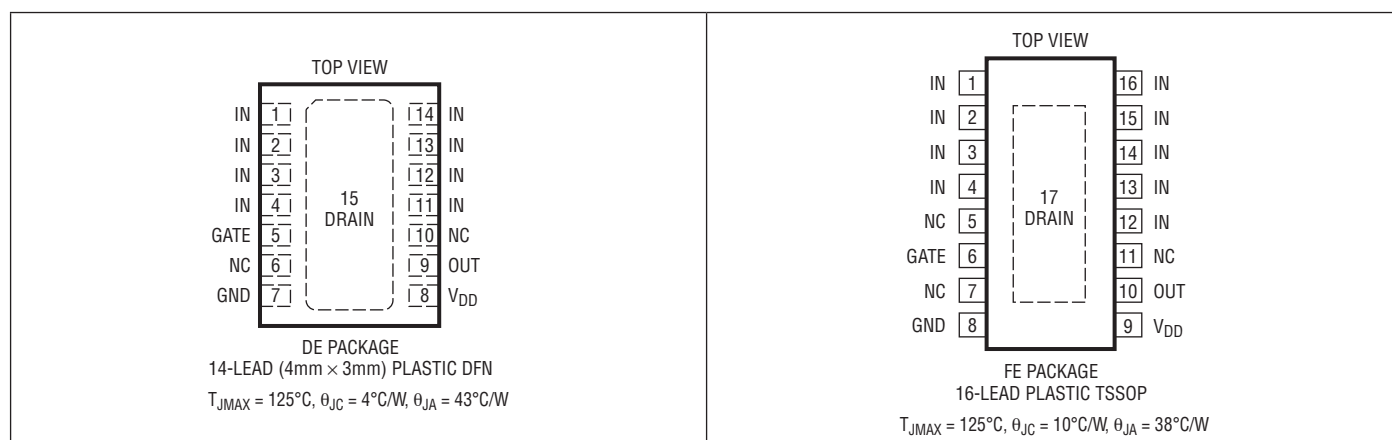 TOP VIEW
IN 1 14 IN
IN 2 13 IN
IN 3 12 IN
IN 4 11 IN
GATE 5 10 NC
NC 6 9 OUT
GND 7 8 VDD
15
DRAIN
DE PACKAGE
14-LEAD (4mm × 3mm) PLASTIC DFN
TJMAX = 125°C, θJC = 4°C/W, θJA = 43°C/W
TOP VIEW
IN 1 16 IN
IN 2 15 IN
IN 3 14 IN
IN 4 13 IN
NC 5 12 IN
GATE 6 11 NC
NC 7 10 OUT
GND 8 9 VDD
17
DRAIN
FE PACKAGE
16-LEAD PLASTIC TSSOP
TJMAX = 125°C, θJC = 10°C/W, θJA = 38°C/W